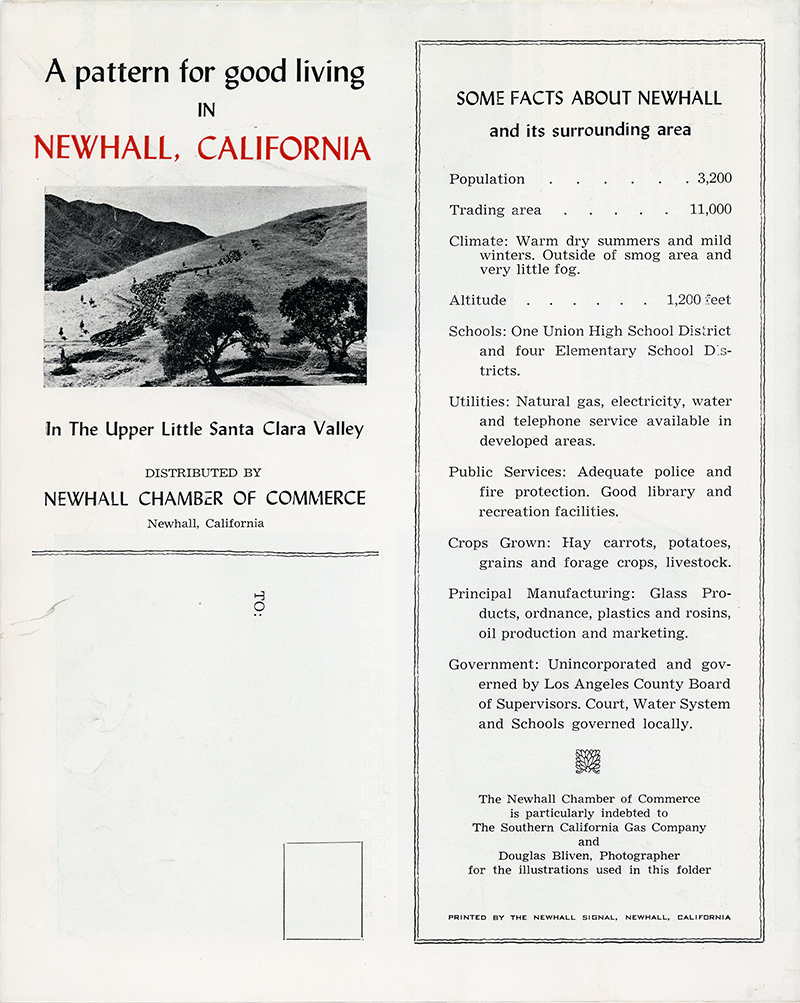 A pattern for good living
IN
NEWHALL, CALIFORNIA
In The Upper Little Santa Clara Valley
DISTRIBUTED BY
NEWHALL CHAMBER OF COMMERCE
Newhall, California
TO:
SOME FACTS ABOUT NEWHALL
and its surrounding area
Population . . . . . . 3,200
Trading area . . . . . 11,000
Climate: Warm dry summers and mild
winters. Outside of smog area and
very little fog.
Altitude . . . . . . 1,200 feet
Schools: One Union High School District
and four Elementary School Dis-
tricts.
Utilities: Natural gas, electricity, water
and telephone service available in
developed areas.
Public Services: Adequate police and
fire protection. Good library and
recreation facilities.
Crops Grown: Hay carrots, potatoes,
grains and forage crops, livestock.
Principal Manufacturing: Glass Pro-
ducts, ordnance, plastics and rosins,
oil production and marketing.
Government: Unincorporated and gov-
erned by Los Angeles County Board
of Supervisors. Court, Water System
and Schools governed locally.
The Newhall Chamber of Commerce
is particularly indebted to
The Southern California Gas Company
and
Douglas Bliven, Photographer
for the illustrations used in this folder
PRINTED BY THE NEWHALL SIGNAL, NEWHALL, CALIFORNIA